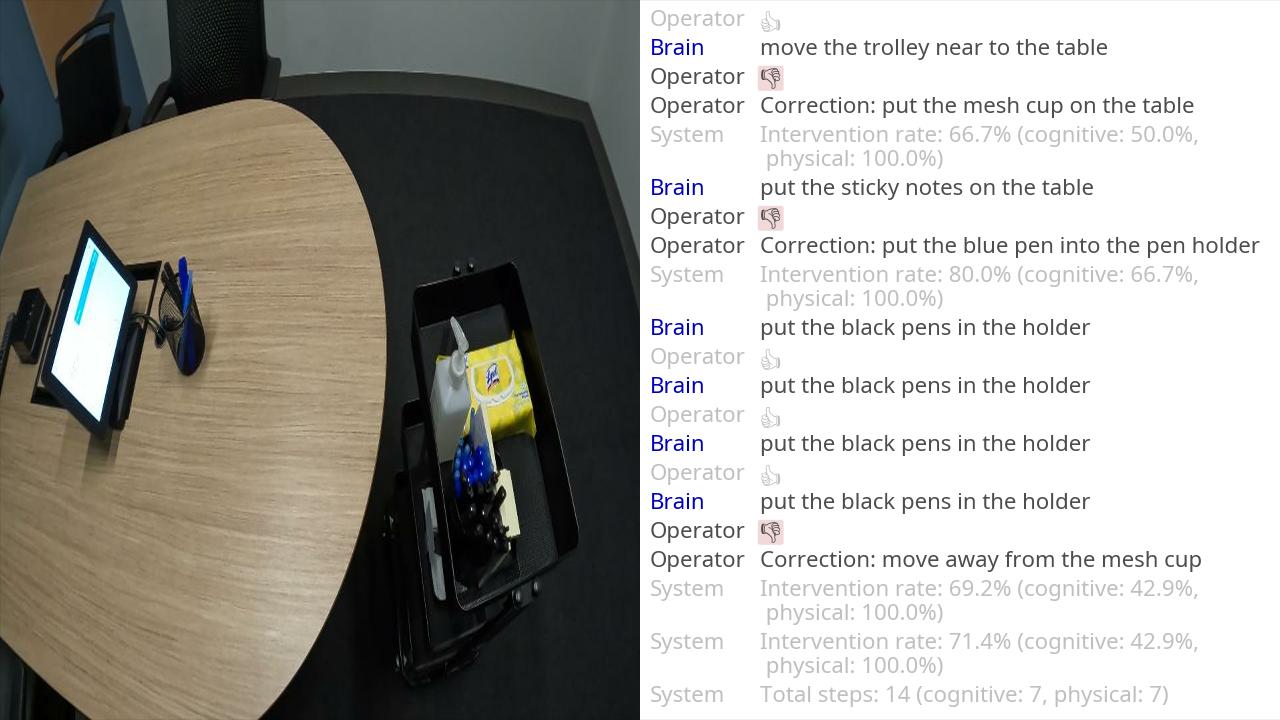 Operator 👍
Brain move the trolley near to the table
Operator 👎
Operator Correction: put the mesh cup on the table
System Intervention rate: 66.7% (cognitive: 50.0%,
physical: 100.0%)
Brain put the sticky notes on the table
Operator 👎
Operator Correction: put the blue pen into the pen holder
System Intervention rate: 80.0% (cognitive: 66.7%,
physical: 100.0%)
Brain put the black pens in the holder
Operator 👍
Brain put the black pens in the holder
Operator 👍
Brain put the black pens in the holder
Operator 👍
Brain put the black pens in the holder
Operator 👎
Operator Correction: move away from the mesh cup
System Intervention rate: 69.2% (cognitive: 42.9%,
physical: 100.0%)
System Intervention rate: 71.4% (cognitive: 42.9%,
physical: 100.0%)
System Total steps: 14 (cognitive: 7, physical: 7)